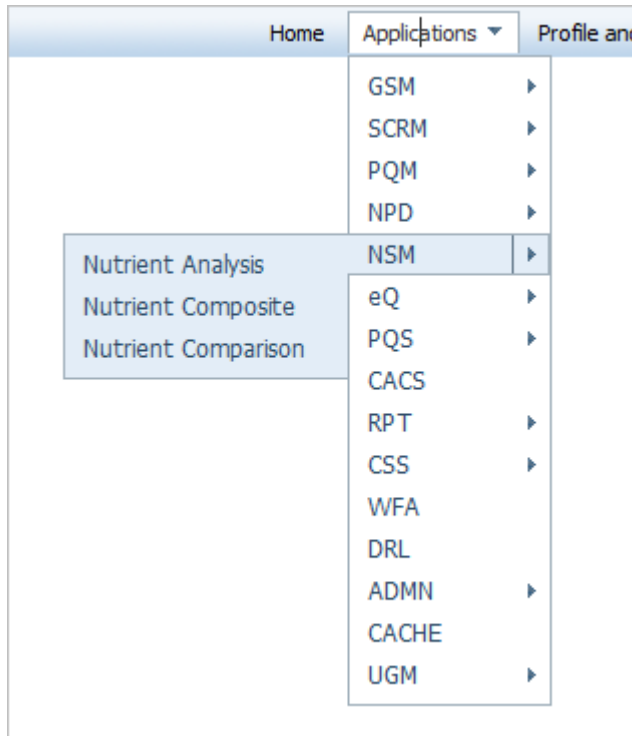 Home Applications Profile and
GSM
SCRM
PQM
NPD
NSM
Nutrient Analysis
Nutrient Composite
Nutrient Comparison
eQ
PQS
CACS
RPT
CSS
WFA
DRL
ADMN
CACHE
UGM